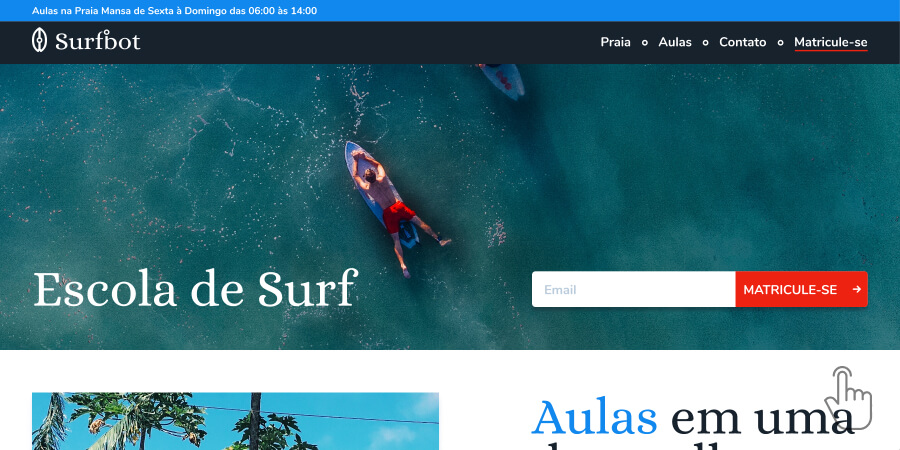 Aulas na Praia Mansa de Sexta à Domingo das 06:00 às 14:00
Surfbot
Praia Aulas Contato Matricule-se
Escola de Surf
Email
MATRICULE-SE
Aulas em uma